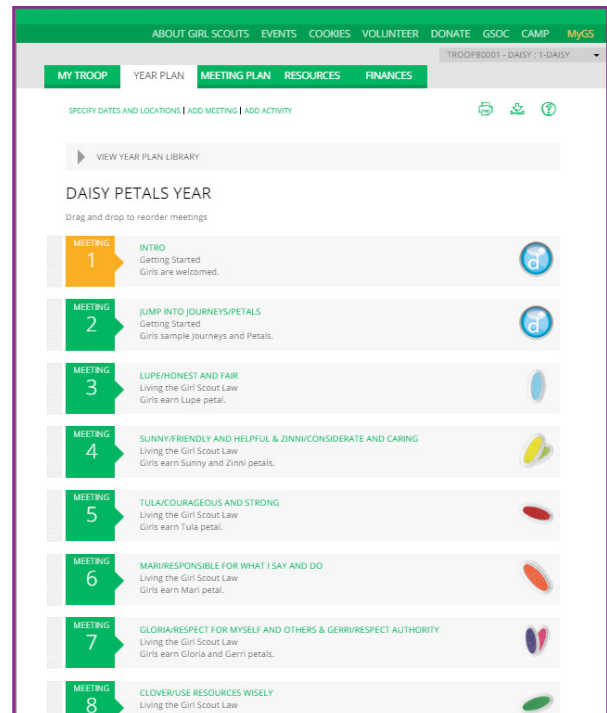 ABOUT GIRL SCOUTS EVENTS COOKIES VOLUNTEER DONATE GSOC CAMP MyGS
TROOP80001 - DAISY : 1-DAISY
MY TROOP YEAR PLAN MEETING PLAN RESOURCES FINANCES
SPECIFY DATES AND LOCATIONS | ADD MEETING | ADD ACTIVITY
VIEW YEAR PLAN LIBRARY
DAISY PETALS YEAR
Drag and drop to reorder meetings
MEETING
1
INTRO
Getting Started
Girls are welcomed.
d
MEETING
2
JUMP INTO JOURNEYS/PETALS
Getting Started
Girls sample Journeys and Petals.
d
MEETING
3
LUPE/HONEST AND FAIR
Living the Girl Scout Law
Girls earn Lupe petal.
MEETING
4
SUNNY/FRIENDLY AND HELPFUL & ZINNI/CONSIDERATE AND CARING
Living the Girl Scout Law
Girls earn Sunny and Zinni petals.
MEETING
5
TULA/COURAGEOUS AND STRONG
Living the Girl Scout Law
Girls earn Tula petal.
MEETING
6
MARI/RESPONSIBLE FOR WHAT I SAY AND DO
Living the Girl Scout Law
Girls earn Mari petal.
MEETING
7
GLORIA/RESPECT FOR MYSELF AND OTHERS & GERRI/RESPECT AUTHORITY
Living the Girl Scout Law
Girls earn Gloria and Gerri petals.
MEETING
8
CLOVER/USE RESOURCES WISELY
Living the Girl Scout Law